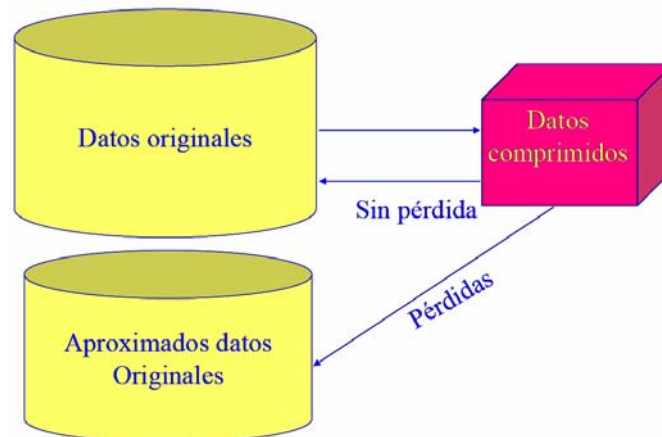 Datos originales
Datos
comprimidos
Sin pérdida
Pérdidas
Aproximados datos
Originales